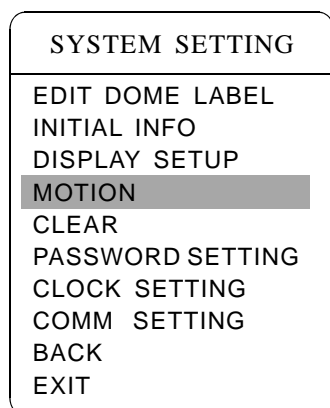 SYSTEM SETTING
EDIT DOME LABEL
INITIAL INFO
DISPLAY SETUP
MOTION
CLEAR
PASSWORD SETTING
CLOCK SETTING
COMM SETTING
BACK
EXIT